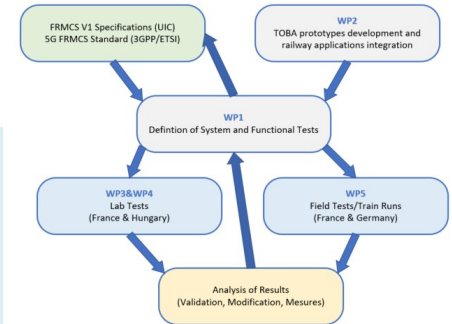 FRMCS V1 Specifications (UIC)
5G FRMCS Standard (3GPP/ETSI)
WP2
TOBA prototypes development and
railway applications integration
WP1
Defintion of System and Functional Tests
WP3&WP4
Lab Tests
(France & Hungary)
WP5
Field Tests/Train Runs
(France & Germany)
Analysis of Results
(Validation, Modification, Mesures)